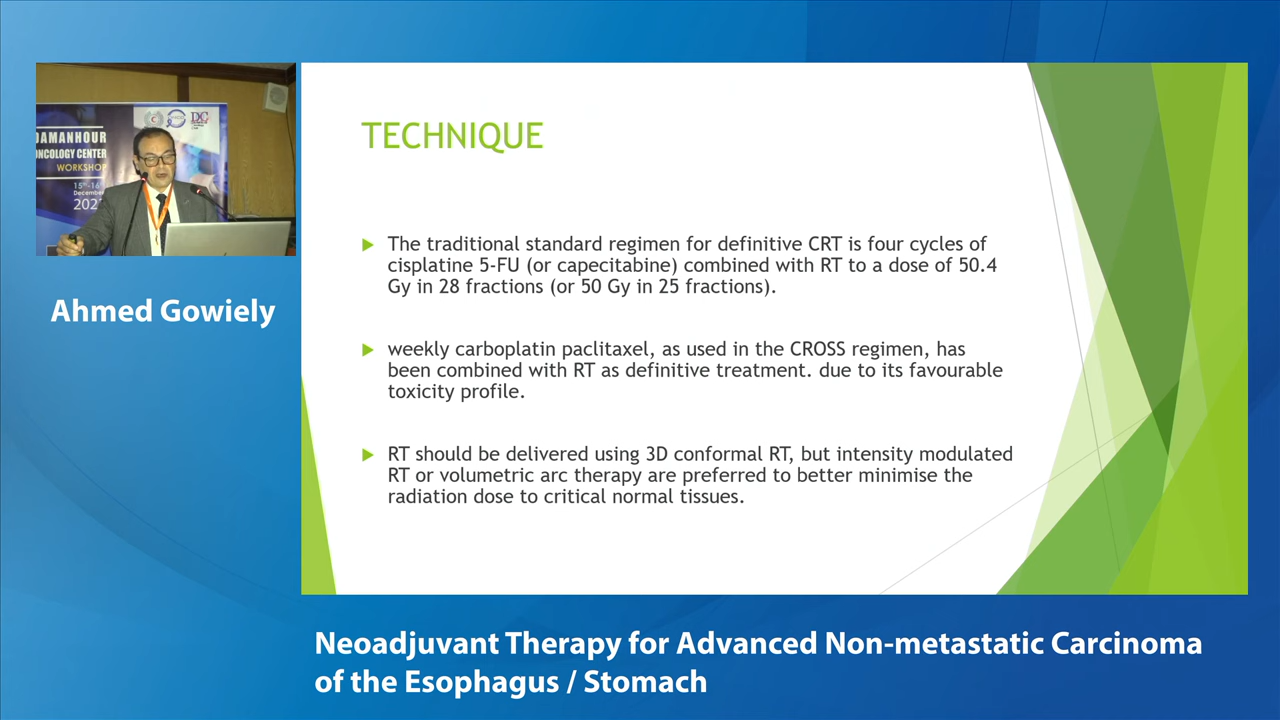 DAMANHOUR
ONCOLOGY CENTER
WORKSHOP
15th-16th
December
202
DC
Ahmed Gowiely
TECHNIQUE
The traditional standard regimen for definitive CRT is four cycles of
cisplatine 5-FU (or capecitabine) combined with RT to a dose of 50.4
Gy in 28 fractions (or 50 Gy in 25 fractions).
weekly carboplatin paclitaxel, as used in the CROSS regimen, has
been combined with RT as definitive treatment. due to its favourable
toxicity profile.
RT should be delivered using 3D conformal RT, but intensity modulated
RT or volumetric arc therapy are preferred to better minimise the
radiation dose to critical normal tissues.
Neoadjuvant Therapy for Advanced Non-metastatic Carcinoma
of the Esophagus / Stomach